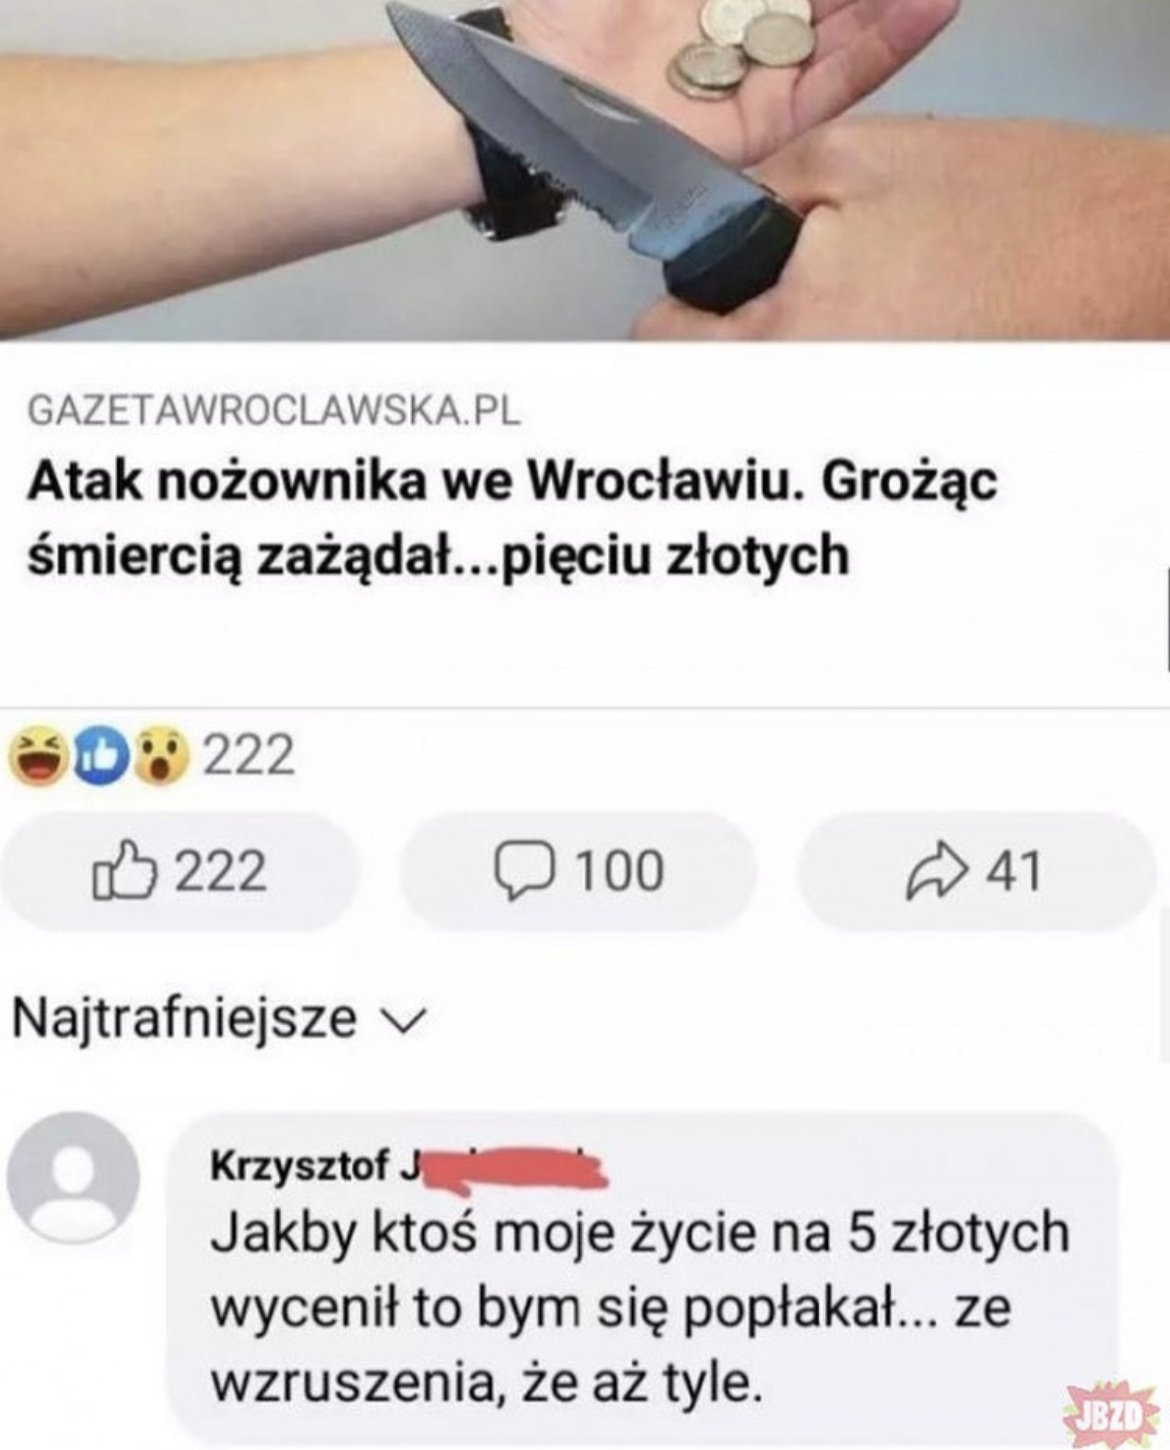 GAZETAWROCLAWSKA.PL
Atak nożownika we Wrocławiu. Grożąc
śmiercią zażądał...pięciu złotych
222
222 100 41
Najtrafniejsze
Krzysztof J
Jakby ktoś moje życie na 5 złotych
wycenił to bym się popłakał... ze
wzruszenia, że aż tyle.
JBZD